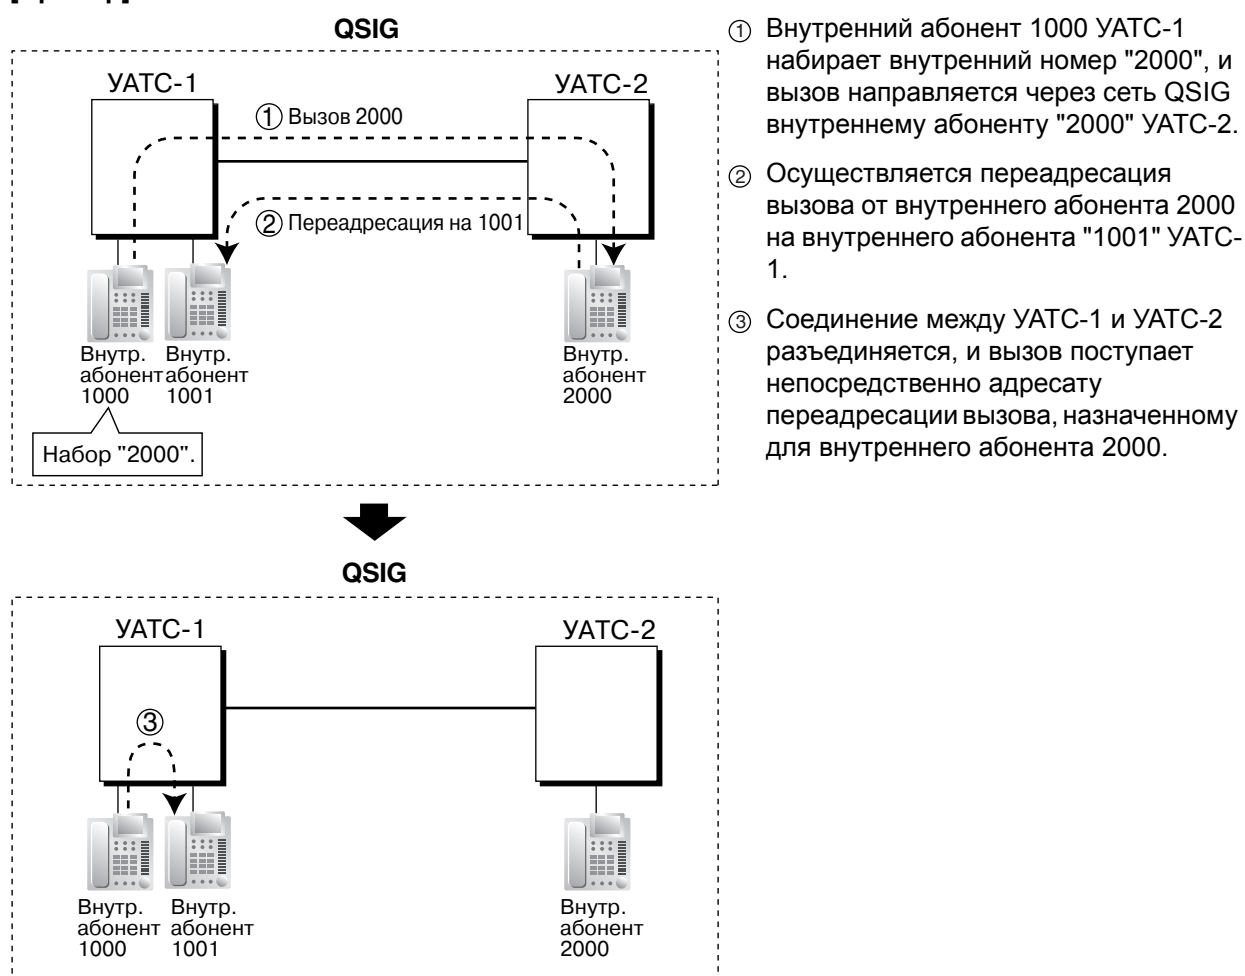 QSIG
УАТС-1
УАТС-2
① Вызов 2000
② Переадресация на 1001
Внутр.
абонент
1000
Внутр.
абонент
1001
Внутр.
абонент
2000
Набор "2000".
① Внутренний абонент 1000 УАТС-1
набирает внутренний номер "2000", и
вызов направляется через сеть QSIG
внутреннему абоненту "2000" УАТС-2.
② Осуществляется переадресация
вызова от внутреннего абонента 2000
на внутреннего абонента "1001" УАТС-
1.
③ Соединение между УАТС-1 и УАТС-2
разъединяется, и вызов поступает
непосредственно адресату
переадресации вызова, назначенному
для внутреннего абонента 2000.
QSIG
УАТС-1
УАТС-2
③
Внутр.
абонент
1000
Внутр.
абонент
1001
Внутр.
абонент
2000